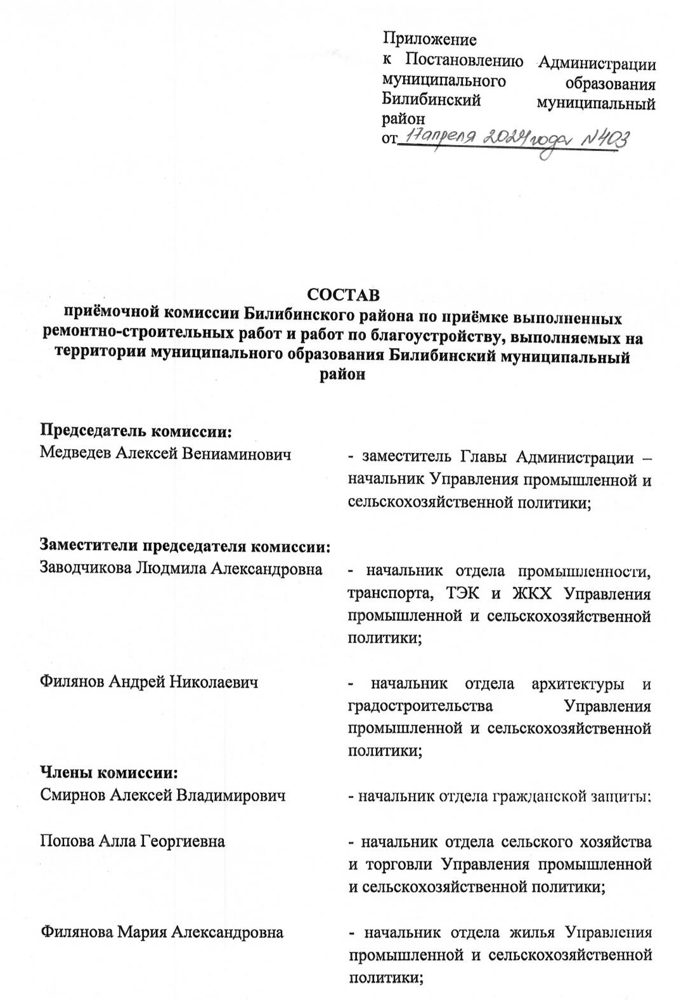 Приложение
к Постановлению Администрации
муниципального образования
Билибинский муниципальный
район
от 17 апреля 2024 года N 403
СОСТАВ
приёмочной комиссии Билибинского района по приёмке выполненных
ремонтно-строительных работ и работ по благоустройству, выполняемых на
территории муниципального образования Билибинский муниципальный
район
Председатель комиссии:
Медведев Алексей Вениаминович - заместитель Главы Администрации –
начальник Управления промышленной и
сельскохозяйственной политики;
Заместители председателя комиссии:
Заводчикова Людмила Александровна - начальник отдела промышленности,
транспорта, ТЭК и ЖКХ Управления
промышленной и сельскохозяйственной
политики;
Филянов Андрей Николаевич - начальник отдела архитектуры и
градостроительства Управления
промышленной и сельскохозяйственной
политики;
Члены комиссии:
Смирнов Алексей Владимирович - начальник отдела гражданской защиты;
Попова Алла Георгиевна - начальник отдела сельского хозяйства
и торговли Управления промышленной
и сельскохозяйственной политики;
Филянова Мария Александровна - начальник отдела жилья Управления
промышленной и сельскохозяйственной
политики;